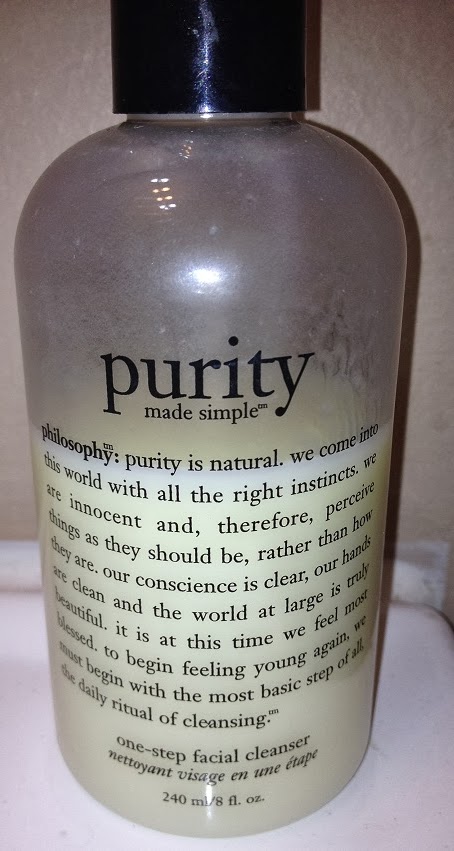 purity
made simple™
philosophy™: purity is natural. we come into
this world with all the right instincts. we
are innocent and, therefore, perceive
things as they should be, rather than how
they are. our conscience is clear, our hands
are clean and the world at large is truly
beautiful. it is at this time we feel most
blessed. to begin feeling young again, we
must begin with the most basic step of all,
the daily ritual of cleansing.™
one-step facial cleanser
nettoyant visage en une étape
240 ml/8 fl. oz.